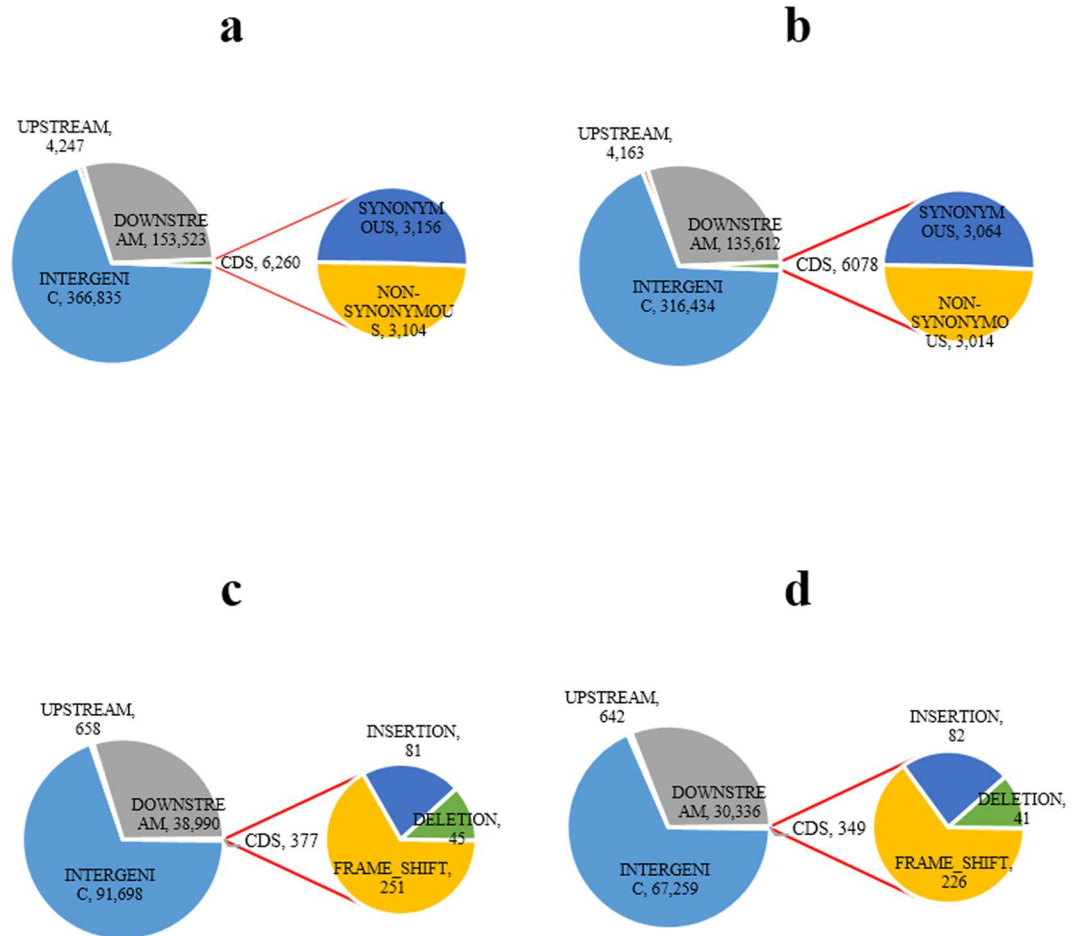 a
UPSTREAM,
4,247
DOWNSTRE
AM, 153,523
INTERGENI
C, 366,835
CDS, 6,260
SYNONYM
OUS, 3,156
NON-
SYNONYMOU
S, 3,104
b
UPSTREAM,
4,163
DOWNSTRE
AM, 135,612
INTERGENI
C, 316,434
CDS, 6078
SYNONYM
OUS, 3,064
NON-
SYNONYMO
US, 3,014
c
UPSTREAM,
658
DOWNSTRE
AM, 38,990
INTERGENI
C, 91,698
CDS, 377
INSERTION,
81
DELETION,
45
FRAME_SHIFT,
251
d
UPSTREAM,
642
DOWNSTRE
AM, 30,336
INTERGENI
C, 67,259
CDS, 349
INSERTION,
82
DELETION,
41
FRAME_SHIFT,
226